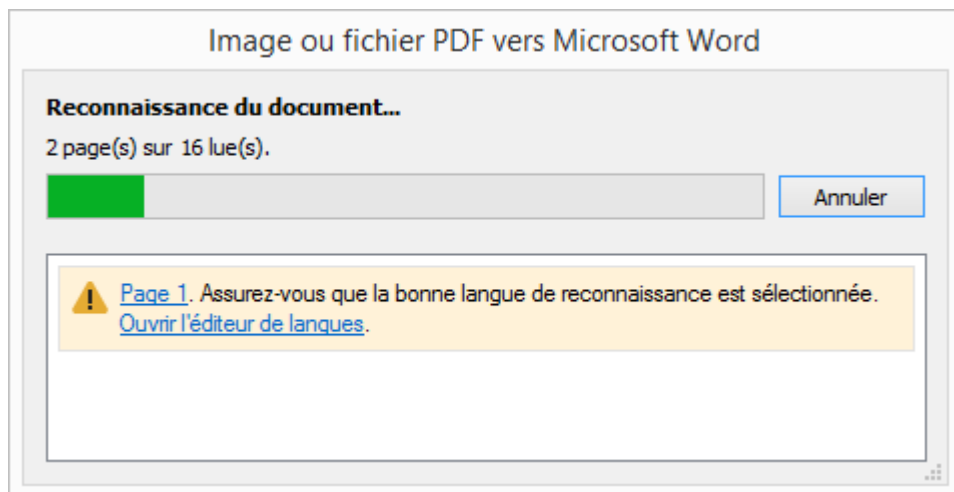 Image ou fichier PDF vers Microsoft Word
Reconnaissance du document...
2 page(s) sur 16 lue(s).
Annuler
Page 1. Assurez-vous que la bonne langue de reconnaissance est sélectionnée.
Ouvrir l'éditeur de langues.